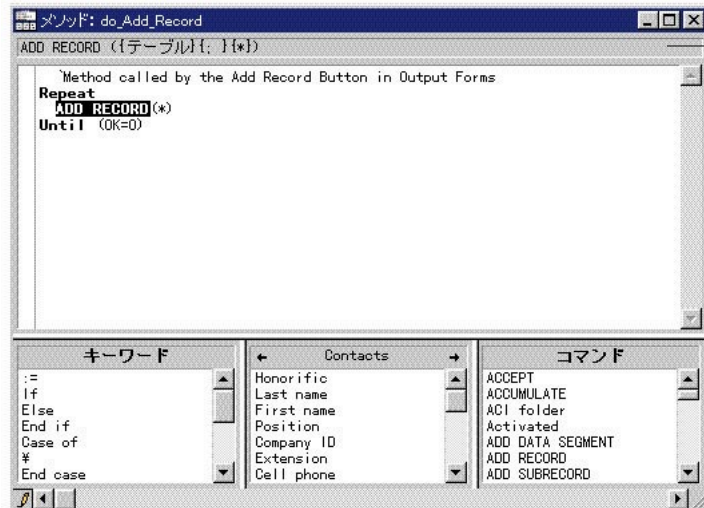 メソッド: do_Add_Record
ADD RECORD ({テーブル}{; }{*})
`Method called by the Add Record Button in Output Forms
Repeat
ADD RECORD(*)
Until (OK=0)
キーワード
:=
If
Else
End if
Case of
¥
End case
← Contacts →
Honorific
Last name
First name
Position
Company ID
Extension
Cell phone
コマンド
ACCEPT
ACCUMULATE
ACI folder
Activated
ADD DATA SEGMENT
ADD RECORD
ADD SUBRECORD